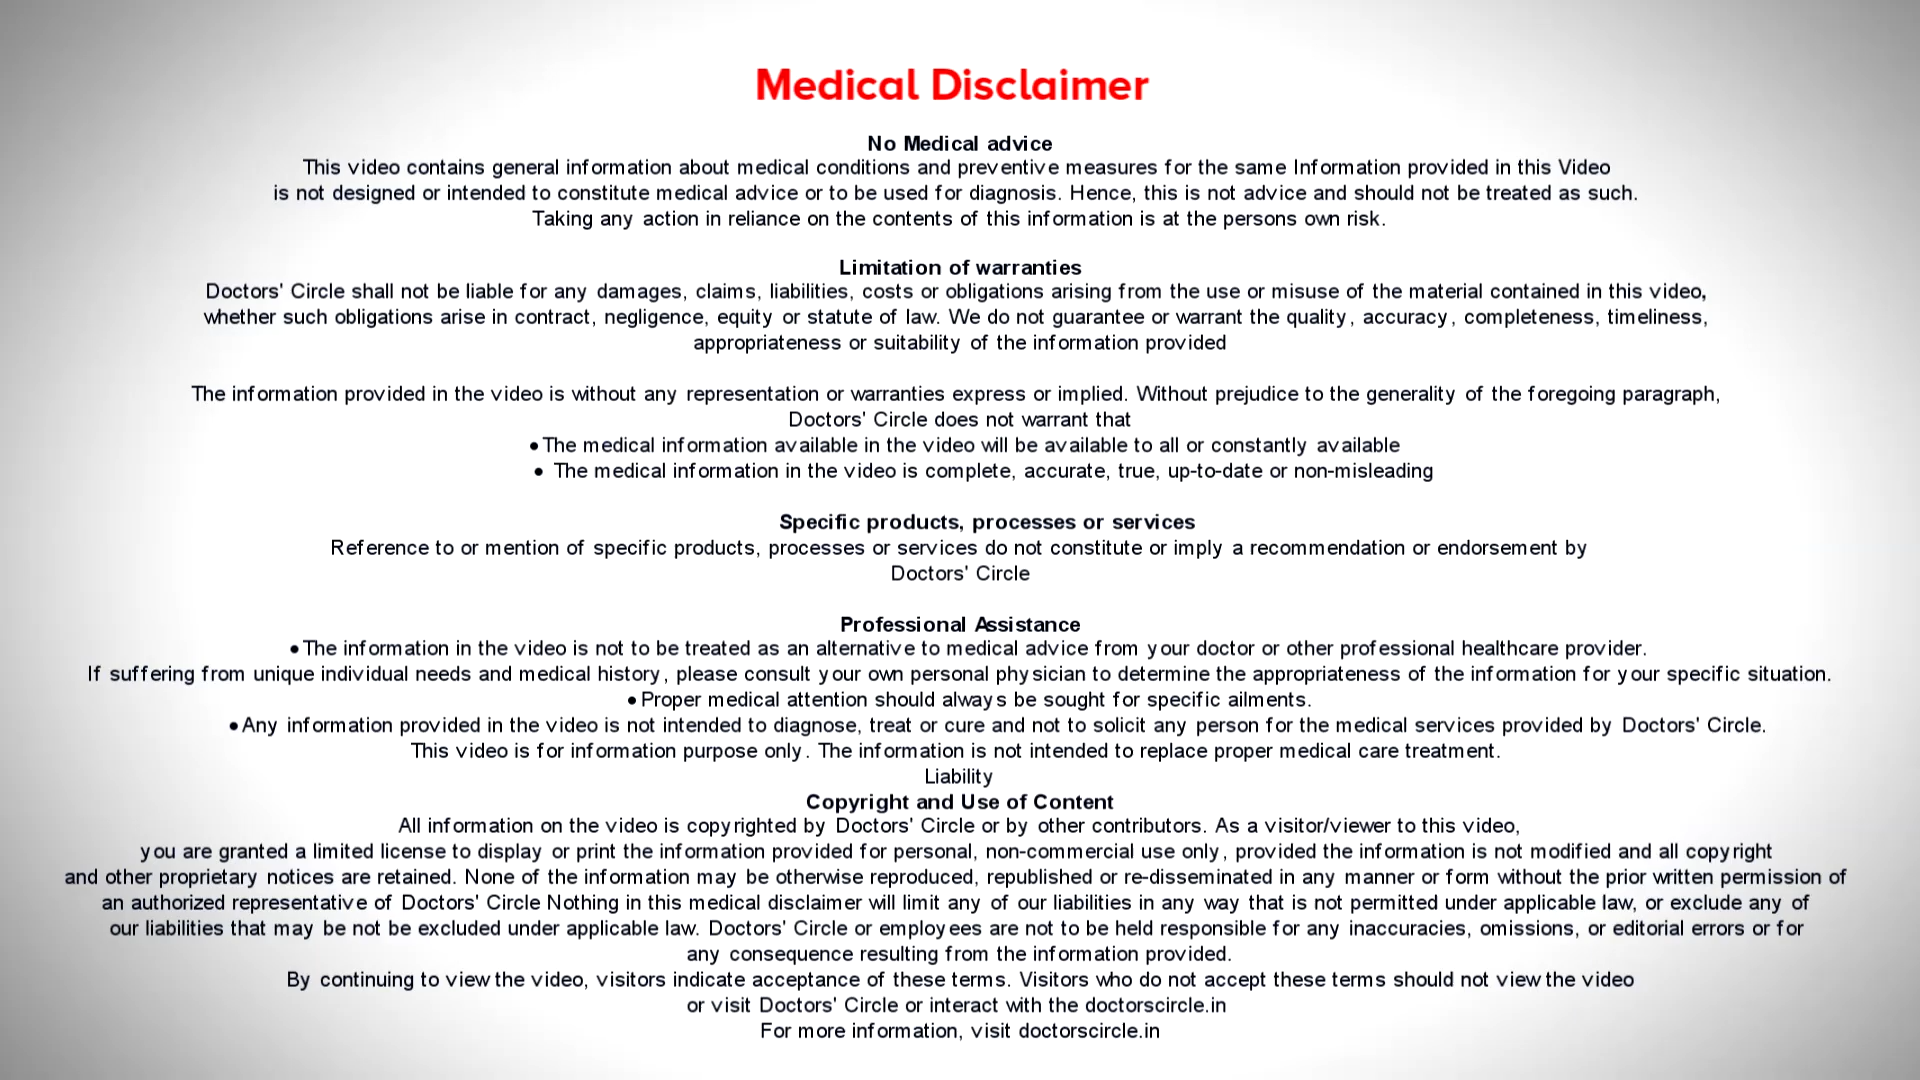 Medical Disclaimer
No Medical advice
This video contains general information about medical conditions and preventive measures for the same Information provided in this Video
is not designed or intended to constitute medical advice or to be used for diagnosis. Hence, this is not advice and should not be treated as such.
Taking any action in reliance on the contents of this information is at the persons own risk.
Limitation of warranties
Doctors' Circle shall not be liable for any damages, claims, liabilities, costs or obligations arising from the use or misuse of the material contained in this video,
whether such obligations arise in contract, negligence, equity or statute of law. We do not guarantee or warrant the quality, accuracy, completeness, timeliness,
appropriateness or suitability of the information provided
The information provided in the video is without any representation or warranties express or implied. Without prejudice to the generality of the foregoing paragraph,
Doctors' Circle does not warrant that
• The medical information available in the video will be available to all or constantly available
• The medical information in the video is complete, accurate, true, up-to-date or non-misleading
Specific products, processes or services
Reference to or mention of specific products, processes or services do not constitute or imply a recommendation or endorsement by
Doctors' Circle
Professional Assistance
• The information in the video is not to be treated as an alternative to medical advice from your doctor or other professional healthcare provider.
If suffering from unique individual needs and medical history, please consult your own personal physician to determine the appropriateness of the information for your specific situation.
• Proper medical attention should always be sought for specific ailments.
• Any information provided in the video is not intended to diagnose, treat or cure and not to solicit any person for the medical services provided by Doctors' Circle.
This video is for information purpose only. The information is not intended to replace proper medical care treatment.
Liability
Copyright and Use of Content
All information on the video is copyrighted by Doctors' Circle or by other contributors. As a visitor/viewer to this video,
you are granted a limited license to display or print the information provided for personal, non-commercial use only, provided the information is not modified and all copyright
and other proprietary notices are retained. None of the information may be otherwise reproduced, republished or re-disseminated in any manner or form without the prior written permission of
an authorized representative of Doctors' Circle Nothing in this medical disclaimer will limit any of our liabilities in any way that is not permitted under applicable law, or exclude any of
our liabilities that may be not be excluded under applicable law. Doctors' Circle or employees are not to be held responsible for any inaccuracies, omissions, or editorial errors or for
any consequence resulting from the information provided.
By continuing to view the video, visitors indicate acceptance of these terms. Visitors who do not accept these terms should not view the video
or visit Doctors' Circle or interact with the doctorscircle.in
For more information, visit doctorscircle.in